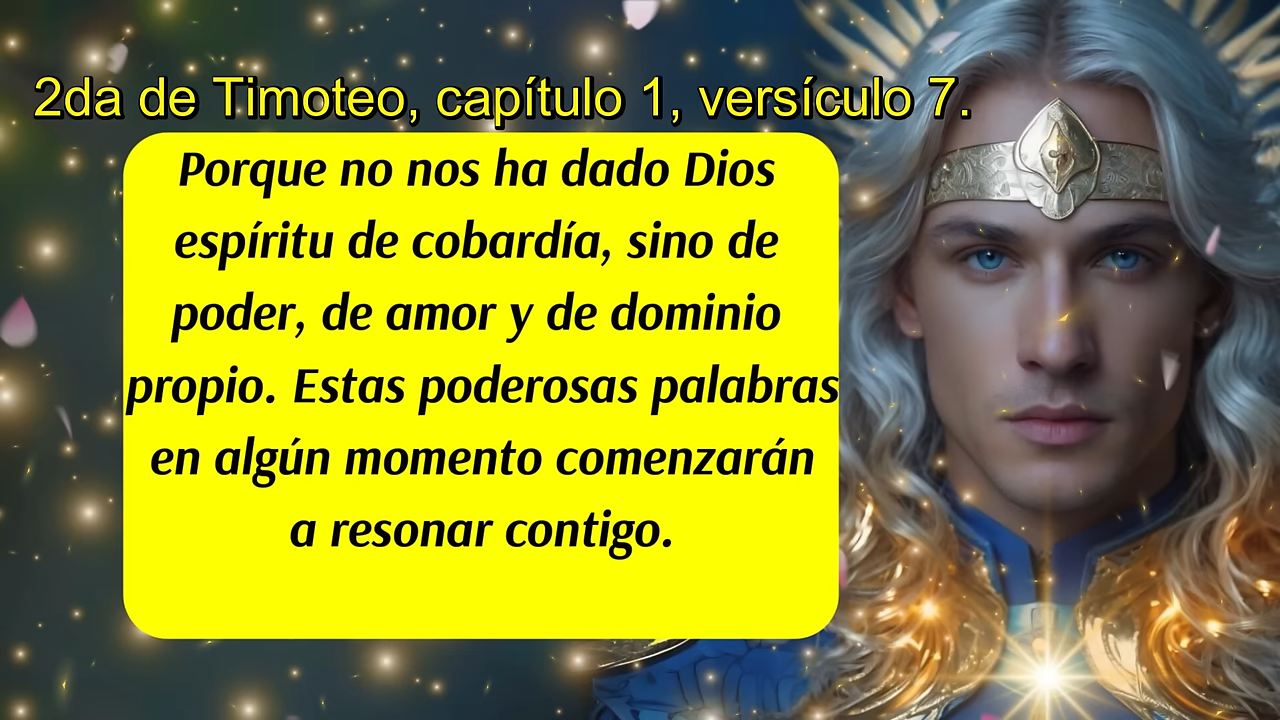 2da de Timoteo, capítulo 1, versículo 7.
Porque no nos ha dado Dios
espíritu de cobardía, sino de
poder, de amor y de dominio
propio. Estas poderosas palabras
en algún momento comenzarán
a resonar contigo.